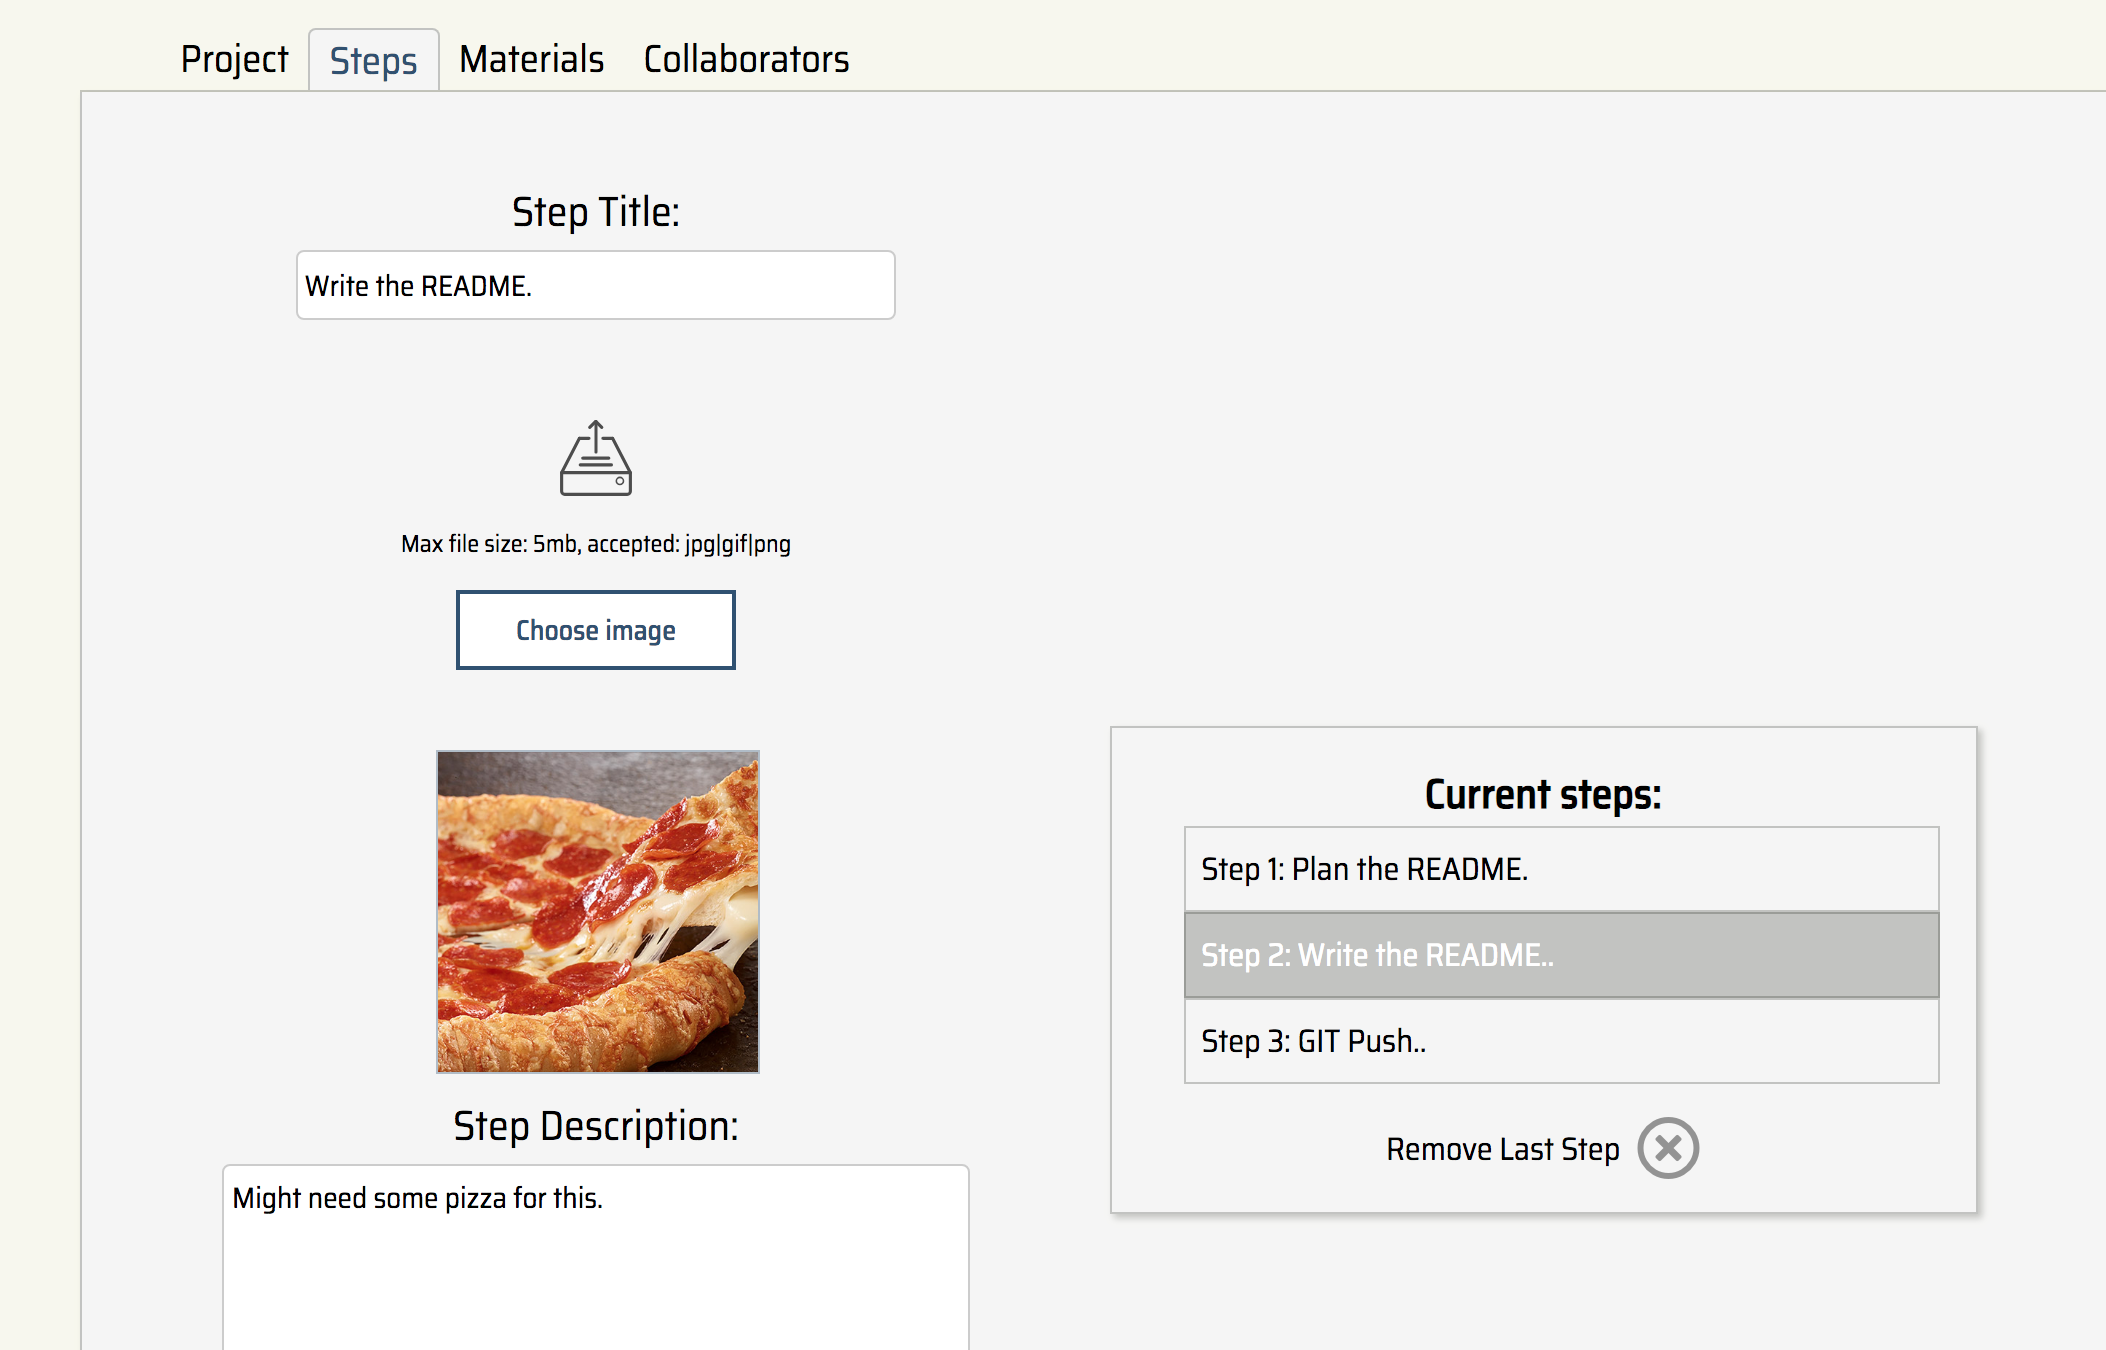 Project Steps Materials Collaborators
Step Title:
Write the README.
Max file size: 5mb, accepted: jpg|gif|png
Choose image
Step Description:
Might need some pizza for this.
Current steps:
Step 1: Plan the README.
Step 2: Write the README..
Step 3: GIT Push..
Remove Last Step